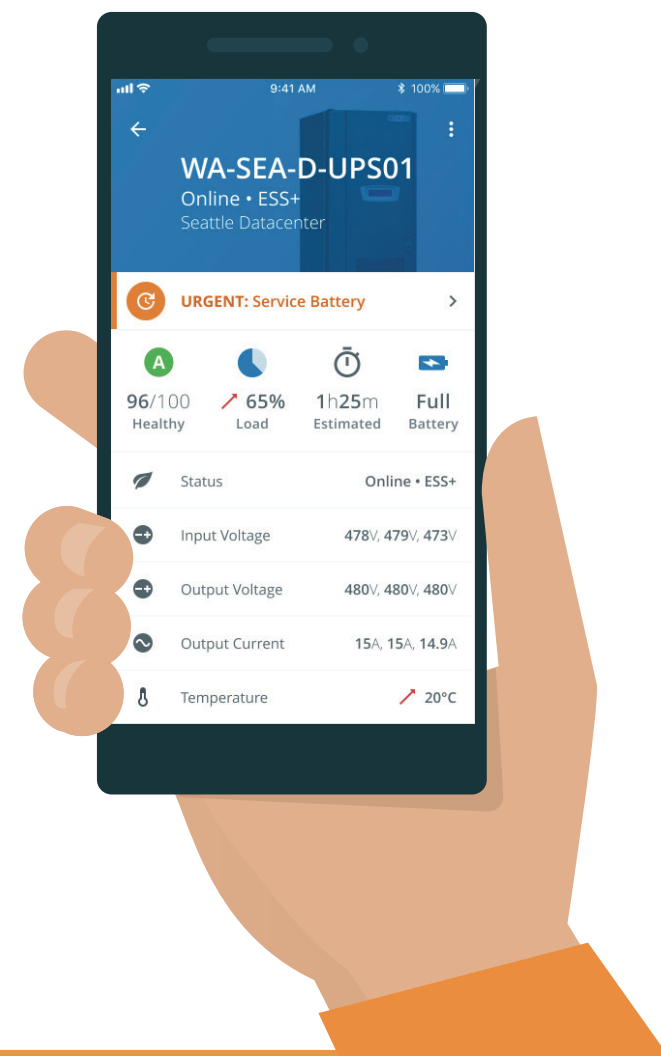 9:41 AM 100%
WA-SEA-D-UPS01
Online • ESS+
Seattle Datacenter
URGENT: Service Battery
A
96/100 65% 1h25m Full
Healthy Load Estimated Battery
Status Online • ESS+
Input Voltage 478V, 479V, 473V
Output Voltage 480V, 480V, 480V
Output Current 15A, 15A, 14.9A
Temperature 20°C